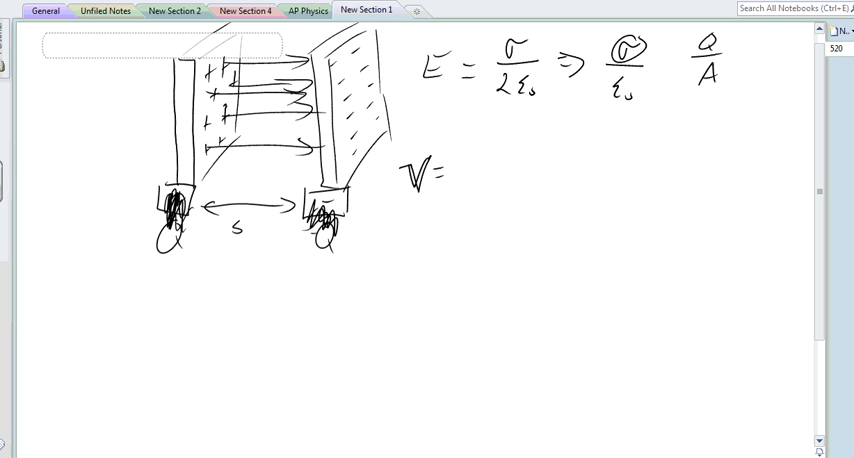 General Unfiled Notes New Section 2 New Section 4 AP Physics New Section 1
Search All Notebooks (Ctrl+E)
N..
520
E = σ / 2ε₀ ⇒ σ / ε₀ Q / A
V =
s
Q Q